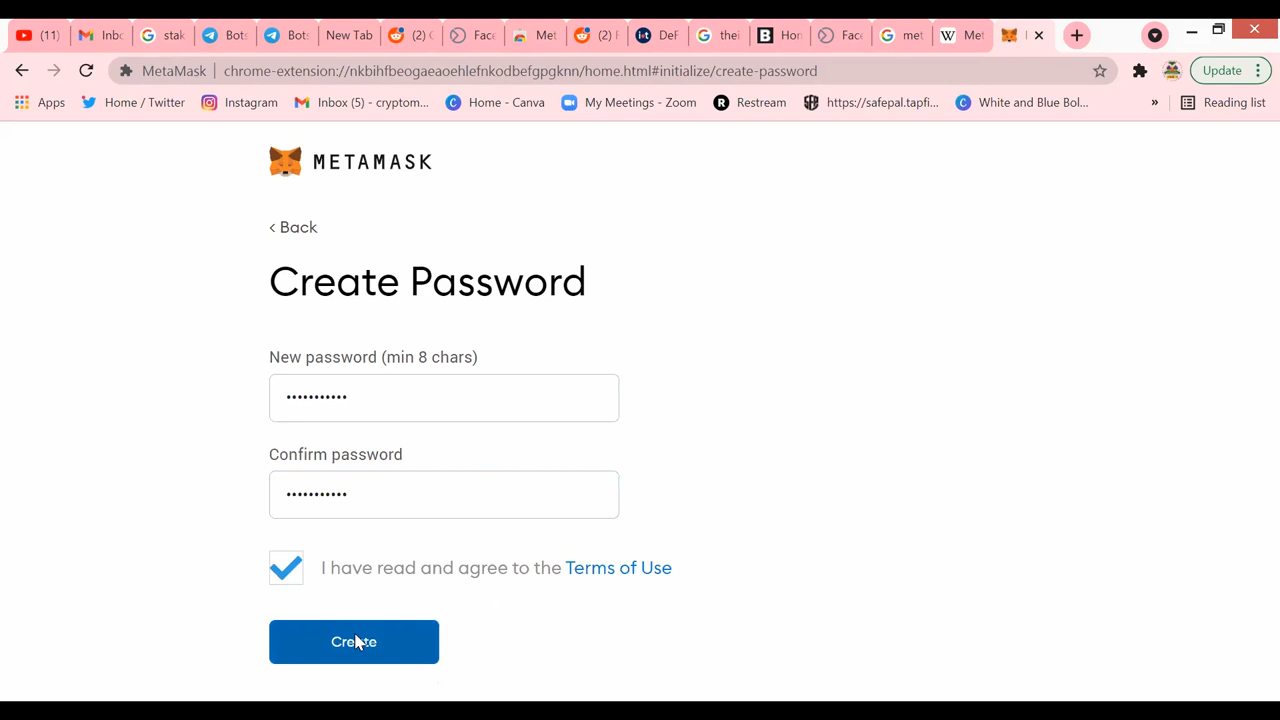 (11) Inbo stak Bots Bots New Tab (2) C Face Met (2) F DeF thei Hon Face met Met
MetaMask chrome-extension://nkbihfbeogaeaoehlefnkodbefgpgknn/home.html#initialize/create-password Update
Apps Home / Twitter Instagram Inbox (5) - cryptom... Home - Canva My Meetings - Zoom Restream https://safepal.tapfi... White and Blue Bol... » Reading list
METAMASK
< Back
Create Password
New password (min 8 chars)
•••••••••••
Confirm password
•••••••••••
I have read and agree to the Terms of Use
Create